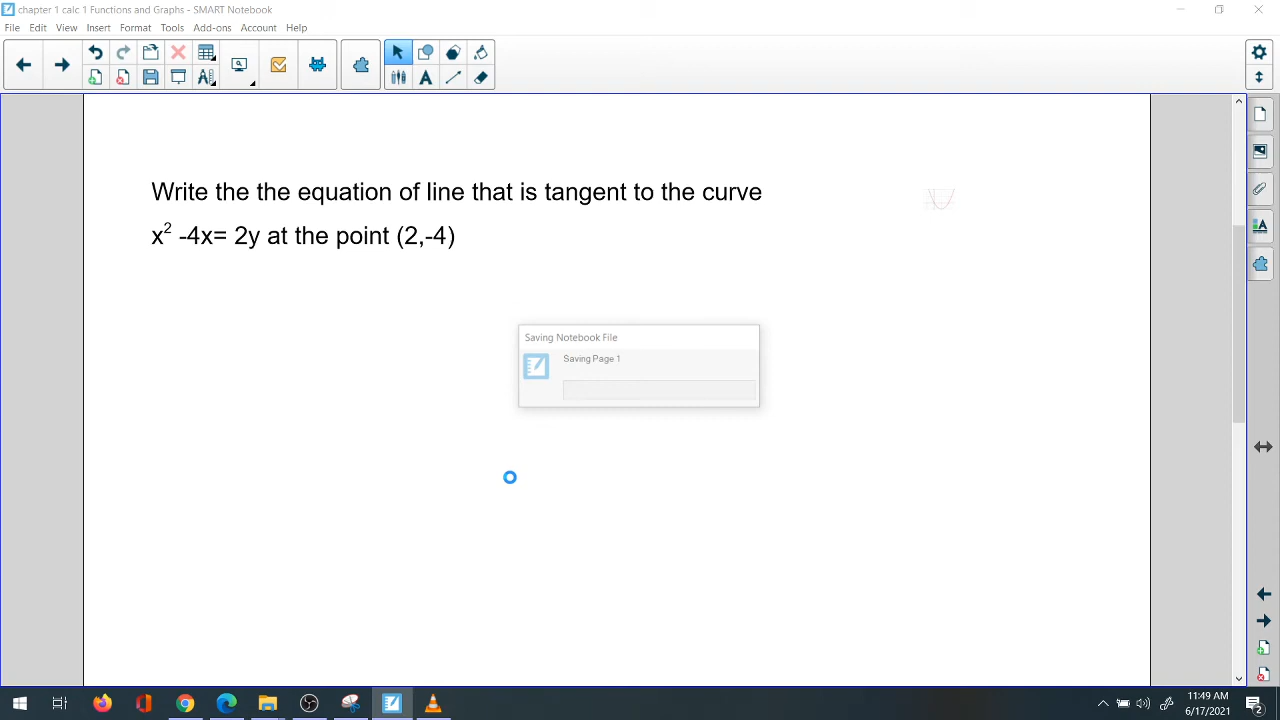 chapter 1 calc 1 Functions and Graphs - SMART Notebook
File Edit View Insert Format Tools Add-ons Account Help
Write the the equation of line that is tangent to the curve
x² -4x= 2y at the point (2,-4)
Saving Notebook File
Saving Page 1
11:49 AM
6/17/2021
2